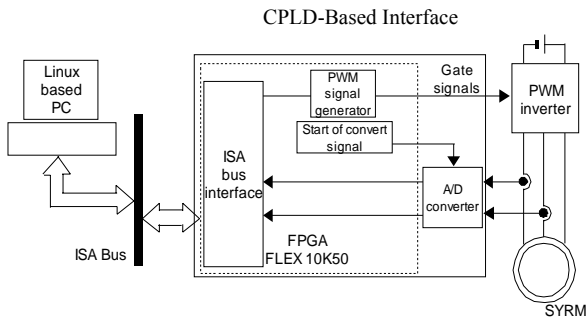 CPLD-Based Interface
Linux
based
PC
ISA Bus
ISA
bus
interface
PWM
signal
generator
Start of convert
signal
FPGA
FLEX 10K50
Gate
signals
A/D
converter
PWM
inverter
SYRM